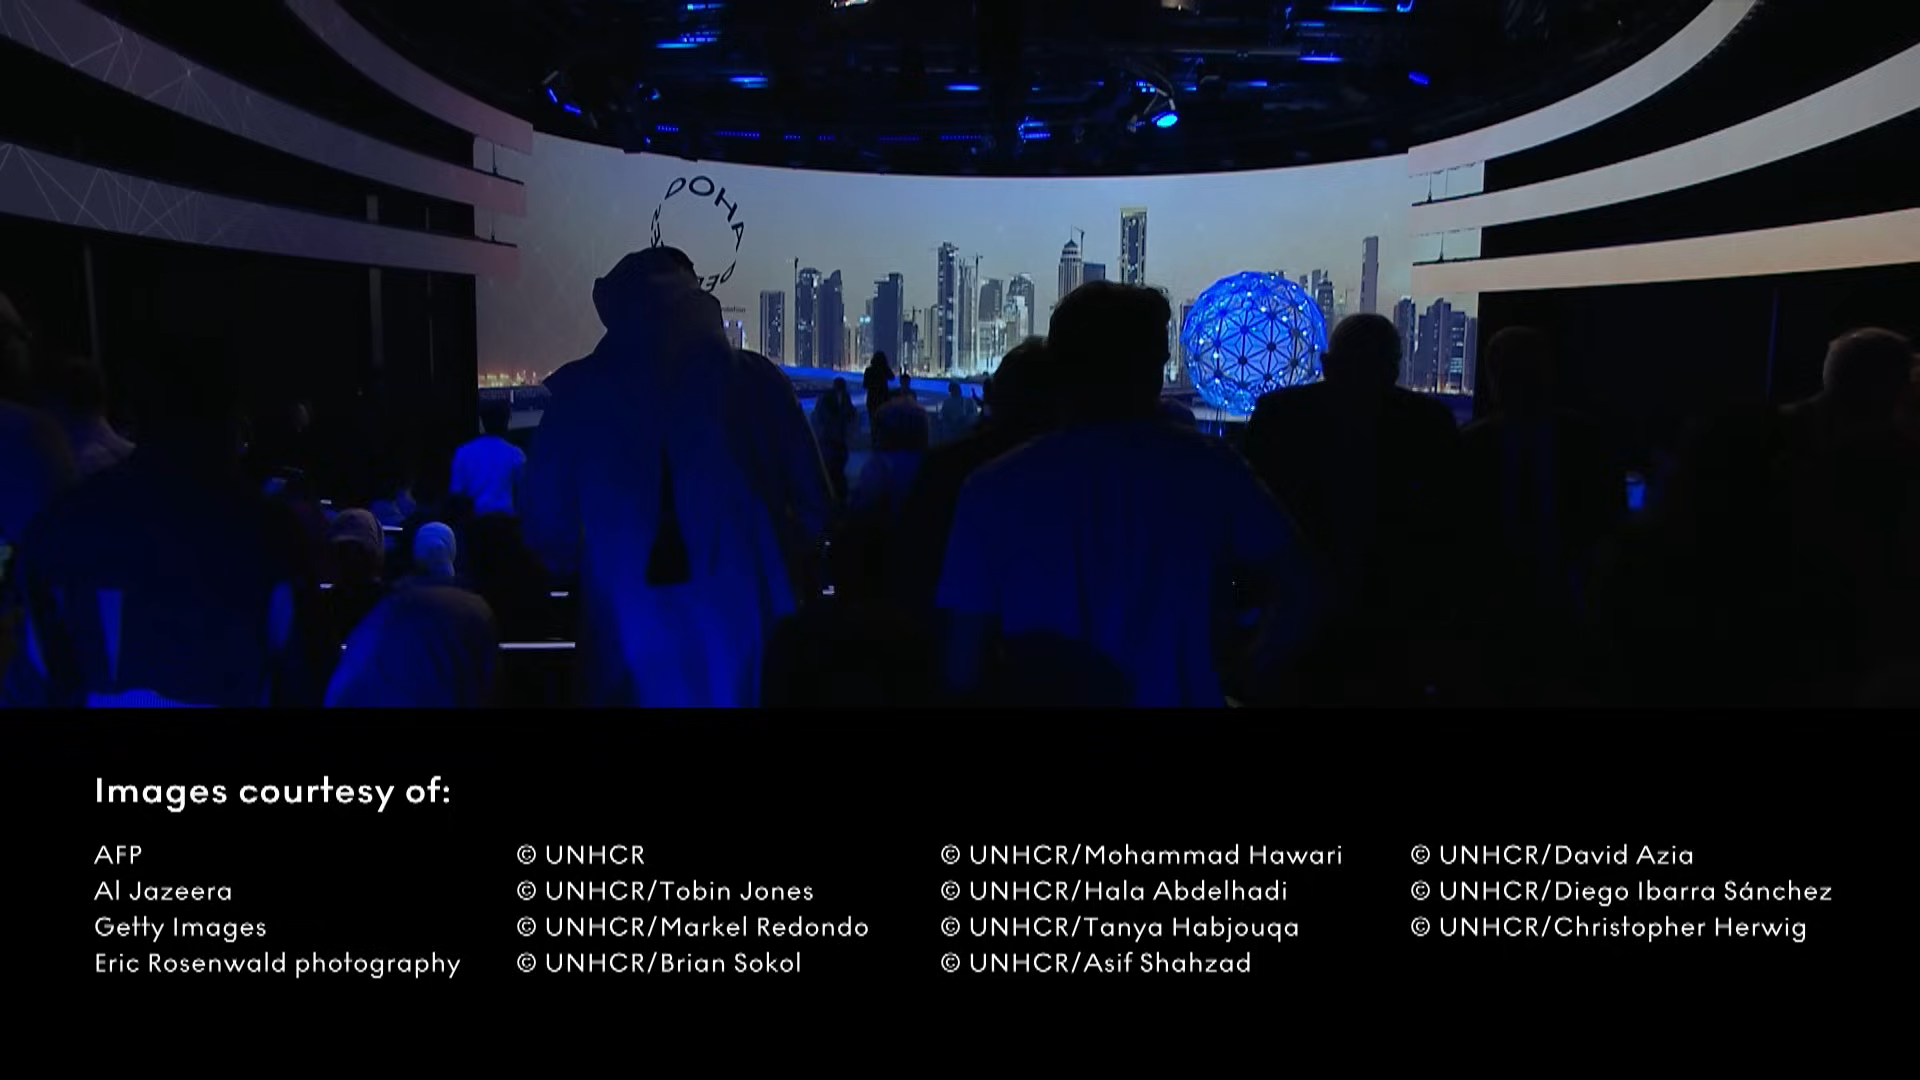 DOHA DEB
Images courtesy of:
AFP
Al Jazeera
Getty Images
Eric Rosenwald photography
© UNHCR
© UNHCR/Tobin Jones
© UNHCR/Markel Redondo
© UNHCR/Brian Sokol
© UNHCR/Mohammad Hawari
© UNHCR/Hala Abdelhadi
© UNHCR/Tanya Habjouqa
© UNHCR/Asif Shahzad
© UNHCR/David Azia
© UNHCR/Diego Ibarra Sánchez
© UNHCR/Christopher Herwig